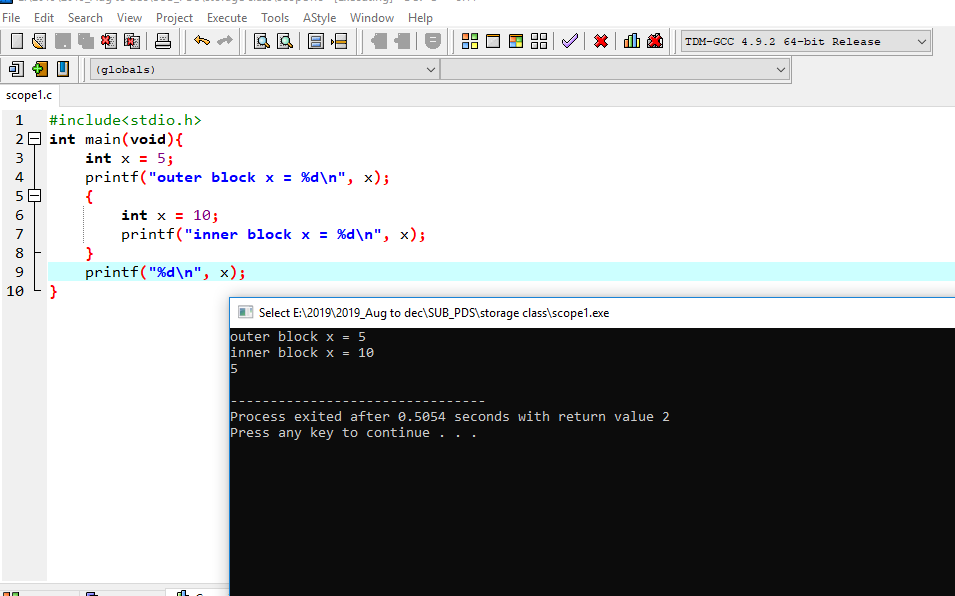 File Edit Search View Project Execute Tools AStyle Window Help
TDM-GCC 4.9.2 64-bit Release
(globals)
scope1.c
1 #include<stdio.h>
2 int main(void){
3 int x = 5;
4 printf("outer block x = %d\n", x);
5 {
6 int x = 10;
7 printf("inner block x = %d\n", x);
8 }
9 printf("%d\n", x);
10 }
Select E:\2019\2019_Aug to dec\SUB_PDS\storage class\scope1.exe
outer block x = 5
inner block x = 10
5
--------------------------------
Process exited after 0.5054 seconds with return value 2
Press any key to continue . . .